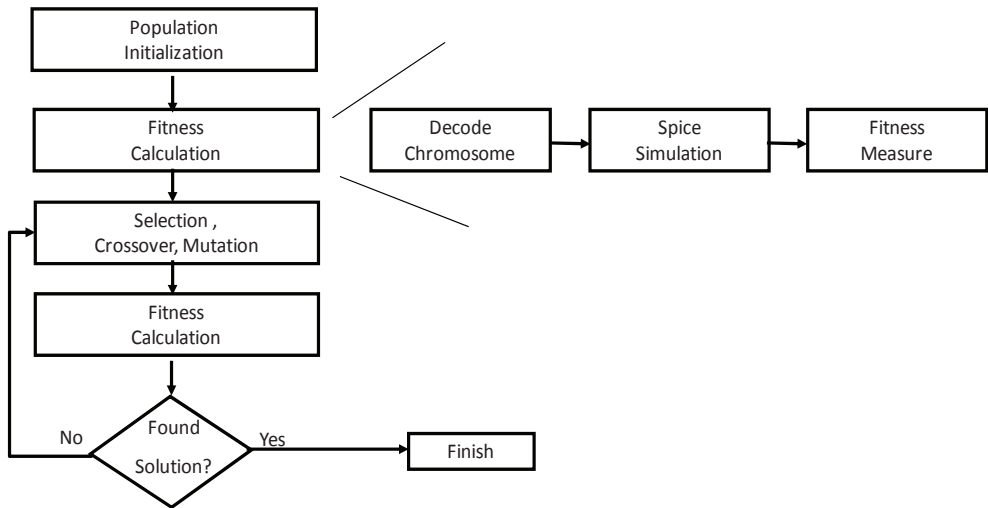 Population
Initialization
Fitness
Calculation
Decode
Chromosome
Spice
Simulation
Fitness
Measure
Selection ,
Crossover, Mutation
Fitness
Calculation
Found
Solution?
No
Yes
Finish